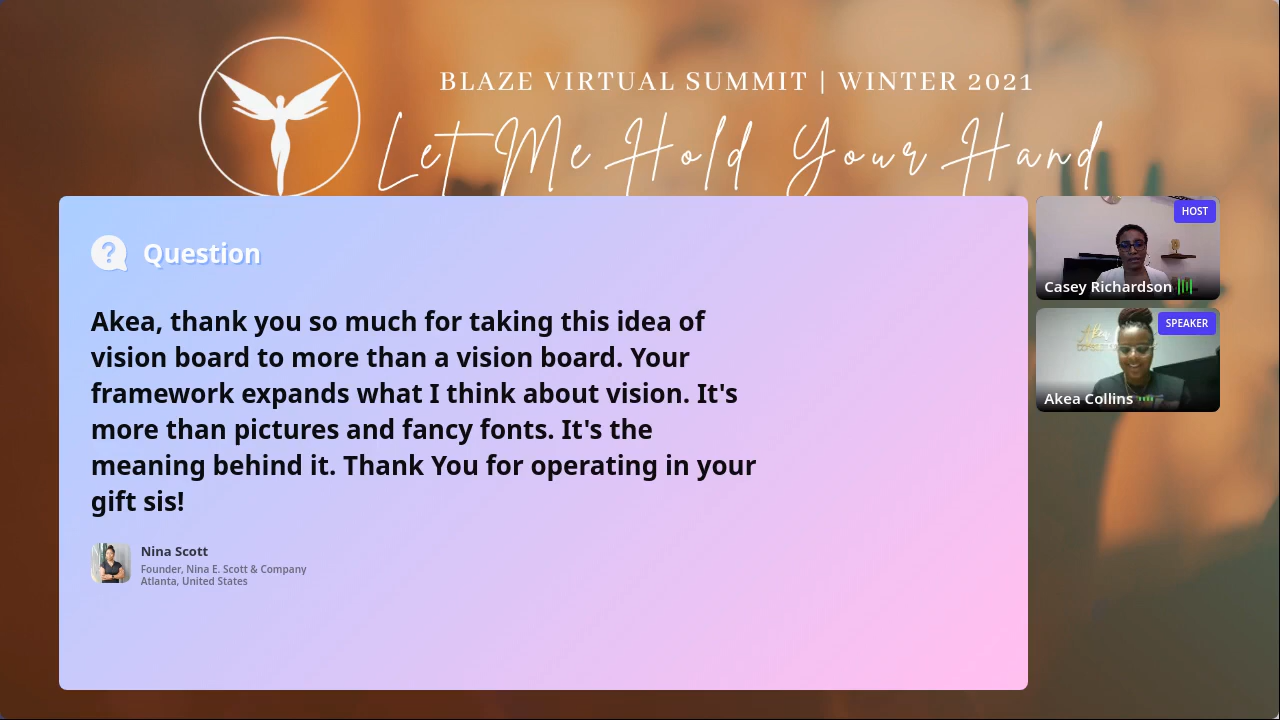 BLAZE VIRTUAL SUMMIT | WINTER 2021
Let Me Hold Your Hand
Question
Akea, thank you so much for taking this idea of
vision board to more than a vision board. Your
framework expands what I think about vision. It's
more than pictures and fancy fonts. It's the
meaning behind it. Thank You for operating in your
gift sis!
Nina Scott
Founder, Nina E. Scott & Company
Atlanta, United States
HOST
Casey Richardson
SPEAKER
Akea Collins